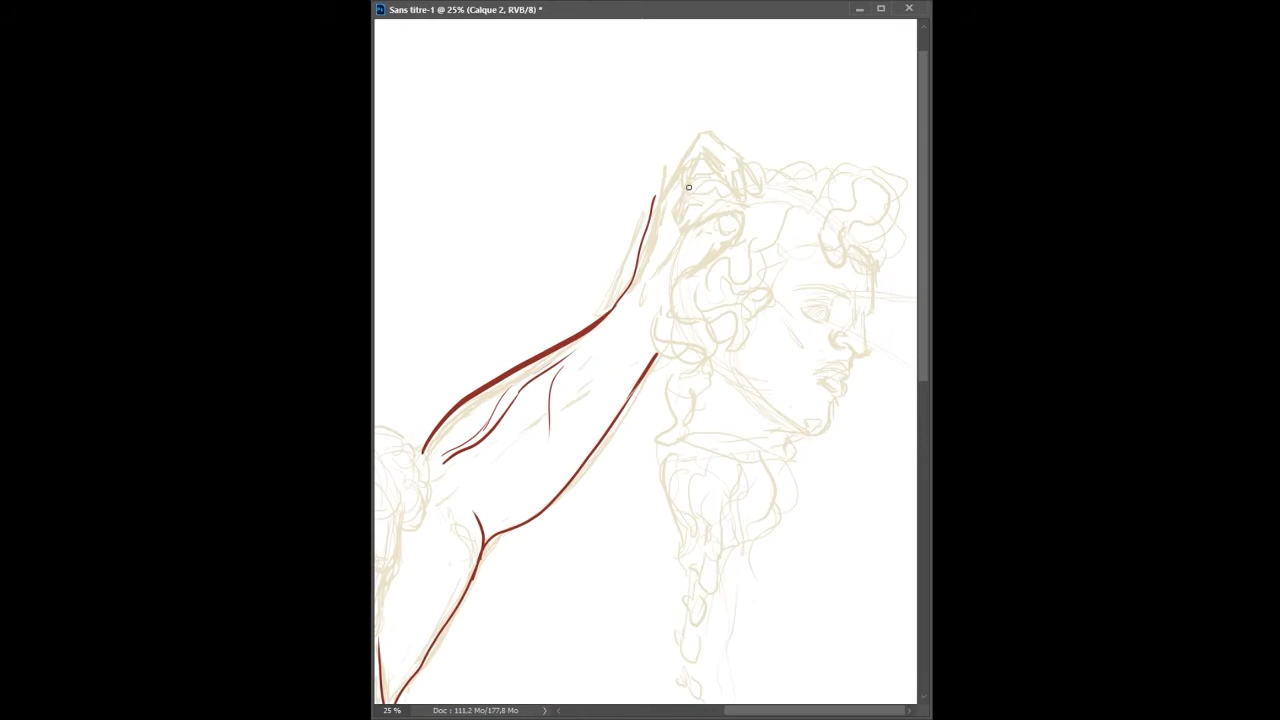 Sans titre-1 @ 25% (Calque 2, RVB/8) *
25 % Doc : 111,2 Mo/177,8 Mo